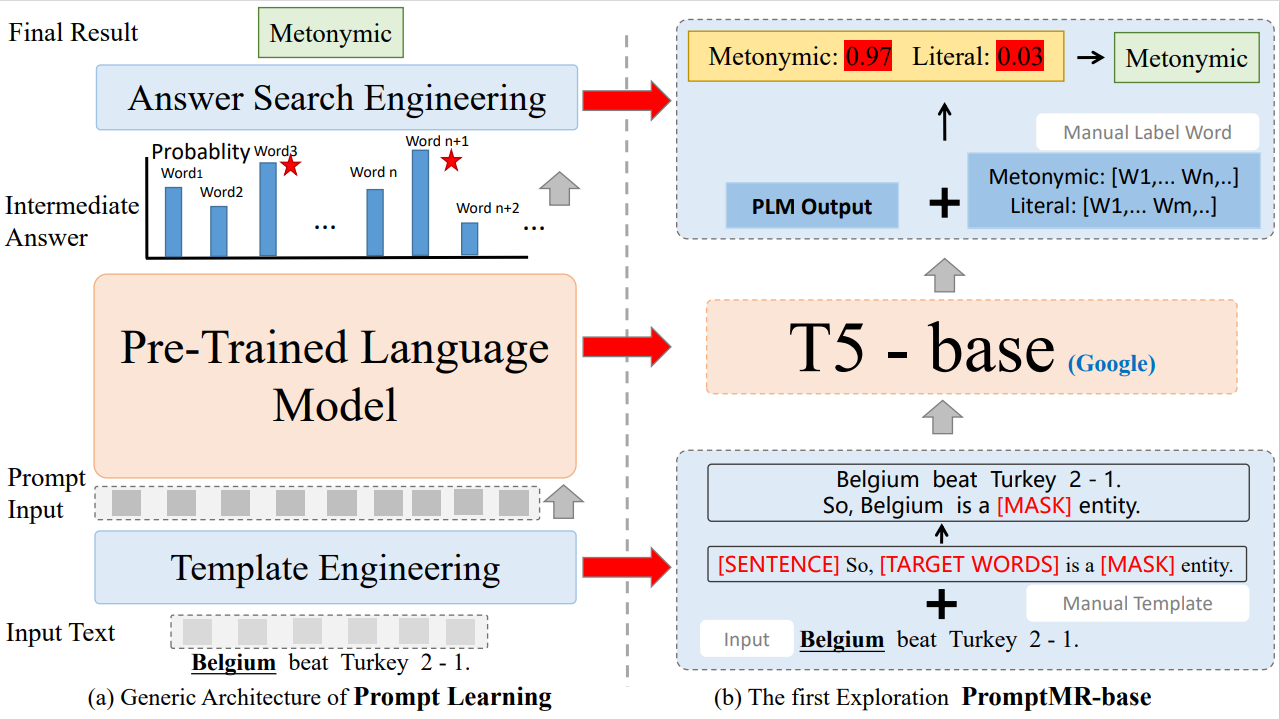 Final Result
Metonymic
Answer Search Engineering
Probablity
Word1
Word2
Word3
...
Word n
Word n+1
Word n+2
...
Intermediate
Answer
Pre-Trained Language
Model
Prompt
Input
Template Engineering
Input Text
Belgium beat Turkey 2 - 1.
(a) Generic Architecture of Prompt Learning
Metonymic: 0.97 Literal: 0.03
Metonymic
Manual Label Word
PLM Output
+
Metonymic: [W1,... Wn,..]
Literal: [W1,... Wm,..]
T5 - base (Google)
Belgium beat Turkey 2 - 1.
So, Belgium is a [MASK] entity.
[SENTENCE] So, [TARGET WORDS] is a [MASK] entity.
+
Manual Template
Input
Belgium beat Turkey 2 - 1.
(b) The first Exploration PromptMR-base